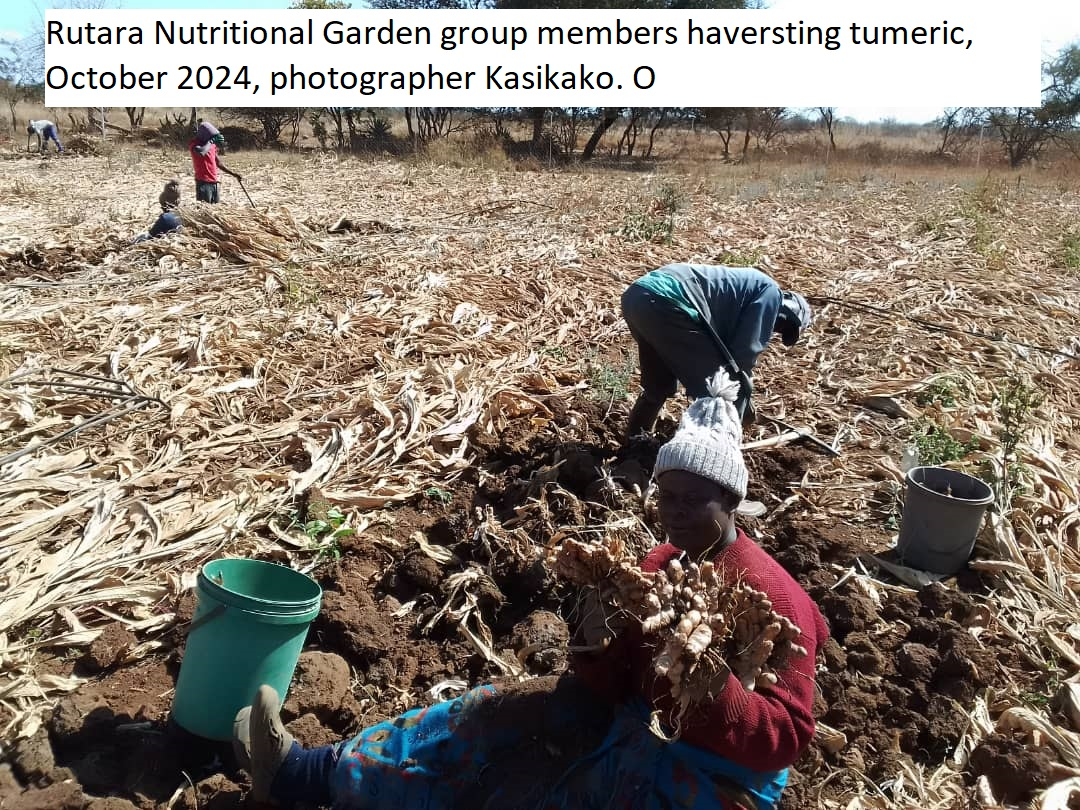 Rutara Nutritional Garden group members haversting tumeric,
October 2024, photographer Kasikako. O